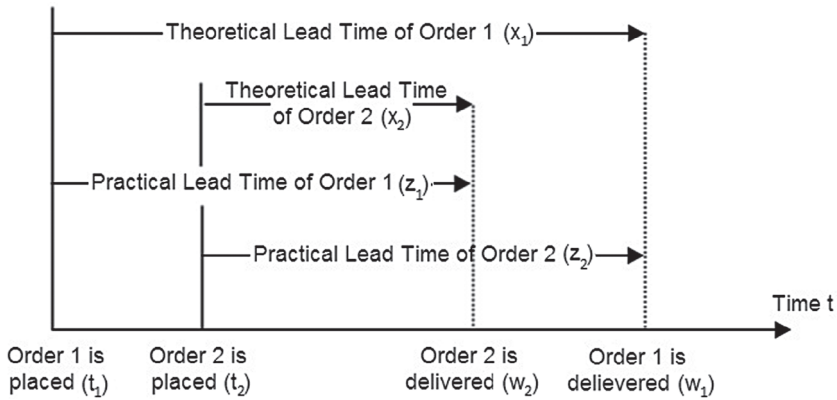 Theoretical Lead Time of Order 1 (x₁)
Theoretical Lead Time
of Order 2 (x₂)
Practical Lead Time of Order 1 (z₁)
Practical Lead Time of Order 2 (z₂)
Time t
Order 1 is
placed (t₁)
Order 2 is
placed (t₂)
Order 2 is
delivered (w₂)
Order 1 is
delievered (w₁)